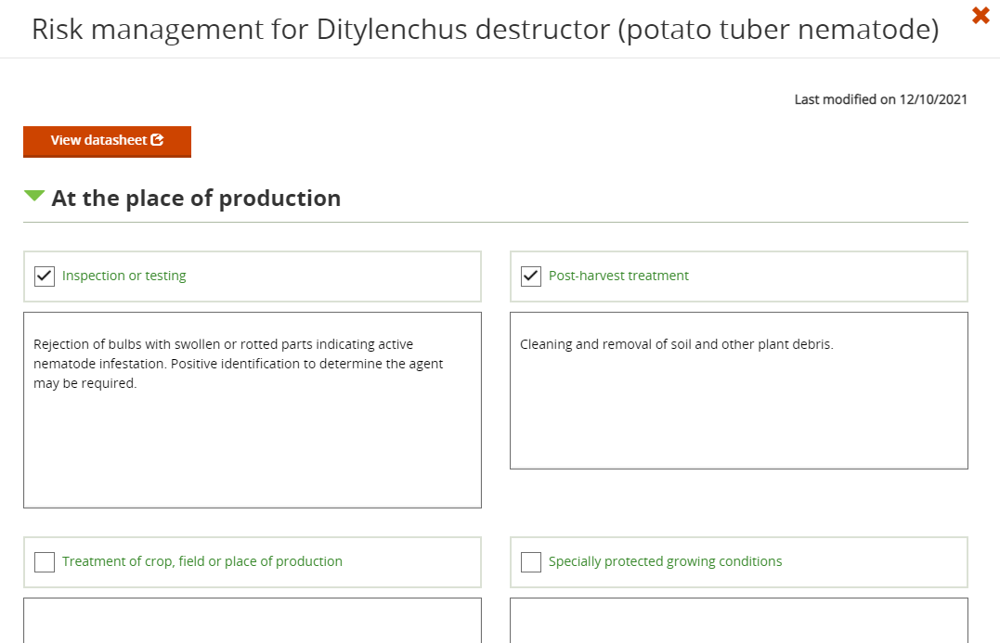 Risk management for Ditylenchus destructor (potato tuber nematode)
Last modified on 12/10/2021
View datasheet
At the place of production
Inspection or testing
Post-harvest treatment
Rejection of bulbs with swollen or rotted parts indicating active
nematode infestation. Positive identification to determine the agent
may be required.
Cleaning and removal of soil and other plant debris.
Treatment of crop, field or place of production
Specially protected growing conditions